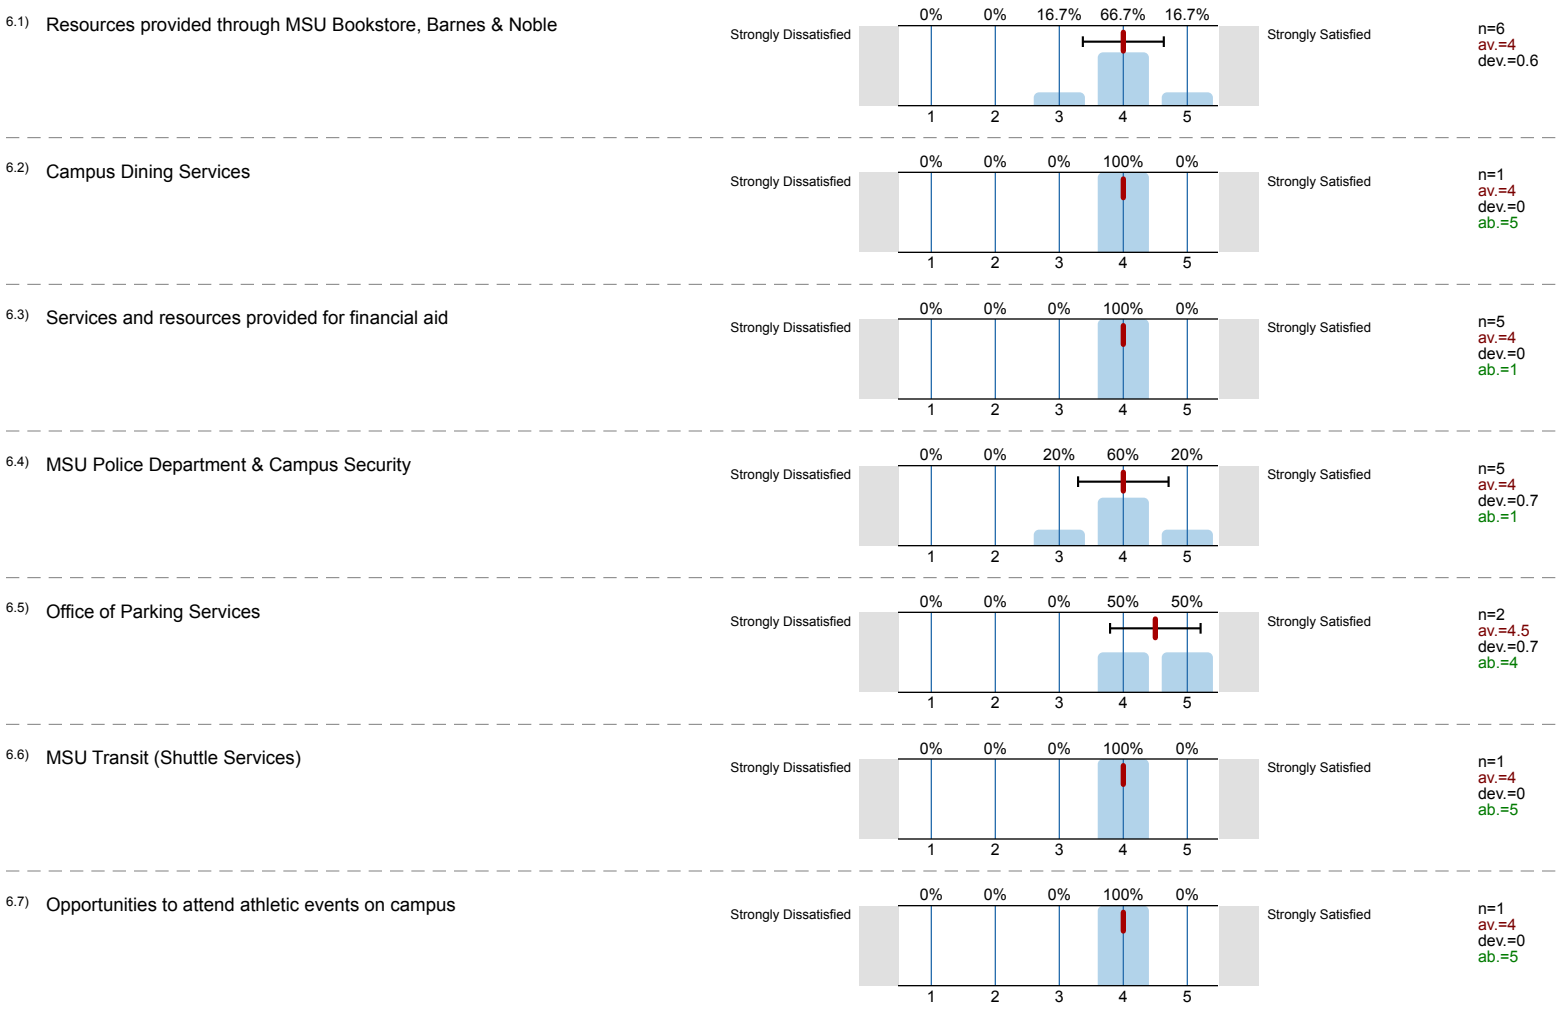 6.1) Resources provided through MSU Bookstore, Barnes & Noble
0% 0% 16.7% 66.7% 16.7%
Strongly Dissatisfied Strongly Satisfied
n=6
av.=4
dev.=0.6
1 2 3 4 5
6.2) Campus Dining Services
0% 0% 0% 100% 0%
Strongly Dissatisfied Strongly Satisfied
n=1
av.=4
dev.=0
ab.=5
1 2 3 4 5
6.3) Services and resources provided for financial aid
0% 0% 0% 100% 0%
Strongly Dissatisfied Strongly Satisfied
n=5
av.=4
dev.=0
ab.=1
1 2 3 4 5
6.4) MSU Police Department & Campus Security
0% 0% 20% 60% 20%
Strongly Dissatisfied Strongly Satisfied
n=5
av.=4
dev.=0.7
ab.=1
1 2 3 4 5
6.5) Office of Parking Services
0% 0% 0% 50% 50%
Strongly Dissatisfied Strongly Satisfied
n=2
av.=4.5
dev.=0.7
ab.=4
1 2 3 4 5
6.6) MSU Transit (Shuttle Services)
0% 0% 0% 100% 0%
Strongly Dissatisfied Strongly Satisfied
n=1
av.=4
dev.=0
ab.=5
1 2 3 4 5
6.7) Opportunities to attend athletic events on campus
0% 0% 0% 100% 0%
Strongly Dissatisfied Strongly Satisfied
n=1
av.=4
dev.=0
ab.=5
1 2 3 4 5